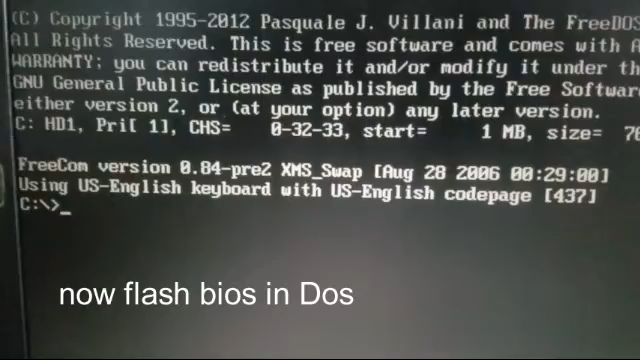 (C) Copyright 1995-2012 Pasquale J. Villani and The FreeDOS
All Rights Reserved. This is free software and comes with
WARRANTY; you can redistribute it and/or modify it under
GNU General Public License as published by the Free
either version 2, or (at your option) any later version.
C: HD1, Pri[ 1], CHS=    0-32-33, start=    1 MB, size=
FreeCom version 0.84-pre2 XMS_Swap [Aug 28 2006 00:29:00]
Using US-English keyboard with US-English codepage [437]
C:\>_
now flash bios in Dos